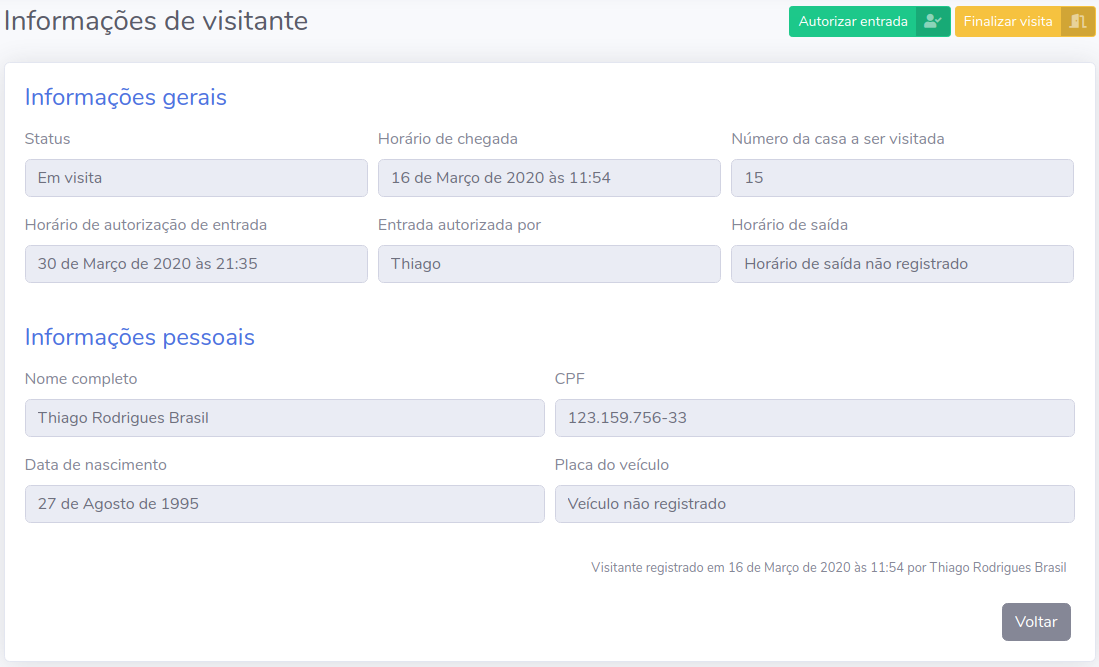 Informações de visitante
Autorizar entrada
Finalizar visita
Informações gerais
Status
Horário de chegada
Número da casa a ser visitada
Em visita
16 de Março de 2020 às 11:54
15
Horário de autorização de entrada
Entrada autorizada por
Horário de saída
30 de Março de 2020 às 21:35
Thiago
Horário de saída não registrado
Informações pessoais
Nome completo
CPF
Thiago Rodrigues Brasil
123.159.756-33
Data de nascimento
Placa do veículo
27 de Agosto de 1995
Veículo não registrado
Visitante registrado em 16 de Março de 2020 às 11:54 por Thiago Rodrigues Brasil
Voltar